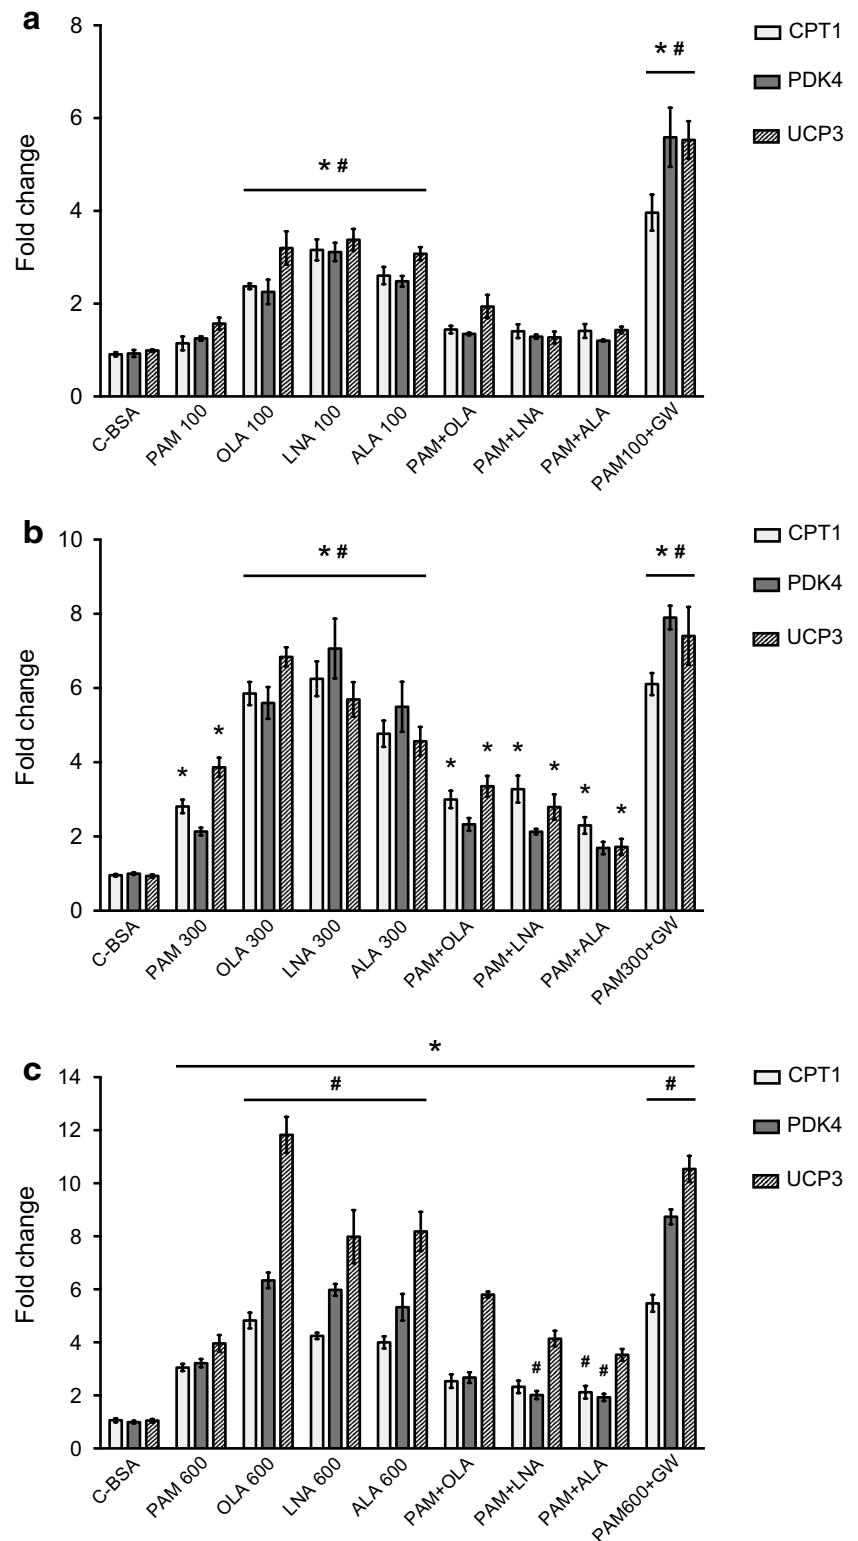 a
8
6
4
2
0
Fold change
* #
* #
CPT1
PDK4
UCP3
C-BSA
PAM 100
OLA 100
LNA 100
ALA 100
PAM+OLA
PAM+LNA
PAM+ALA
PAM100+GW
b
10
8
6
4
2
0
Fold change
* #
* #
* * * * * * * *
CPT1
PDK4
UCP3
C-BSA
PAM 300
OLA 300
LNA 300
ALA 300
PAM+OLA
PAM+LNA
PAM+ALA
PAM300+GW
c
14
12
10
8
6
4
2
0
Fold change
*
# #
# # #
CPT1
PDK4
UCP3
C-BSA
PAM 600
OLA 600
LNA 600
ALA 600
PAM+OLA
PAM+LNA
PAM+ALA
PAM600+GW